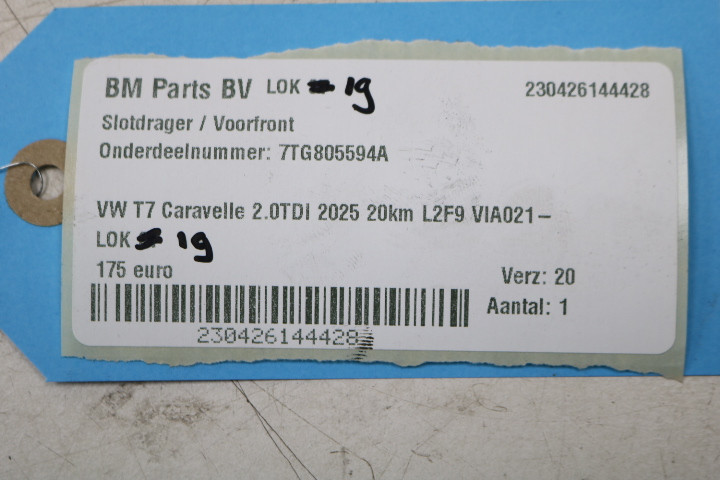 BM Parts BV LOK 19 230426144428
Slotdrager / Voorfront
Onderdeelnummer: 7TG805594A
VW T7 Caravelle 2.0TDI 2025 20km L2F9 VIA021-
LOK 19
175 euro Verz: 20
Aantal: 1
230426144428